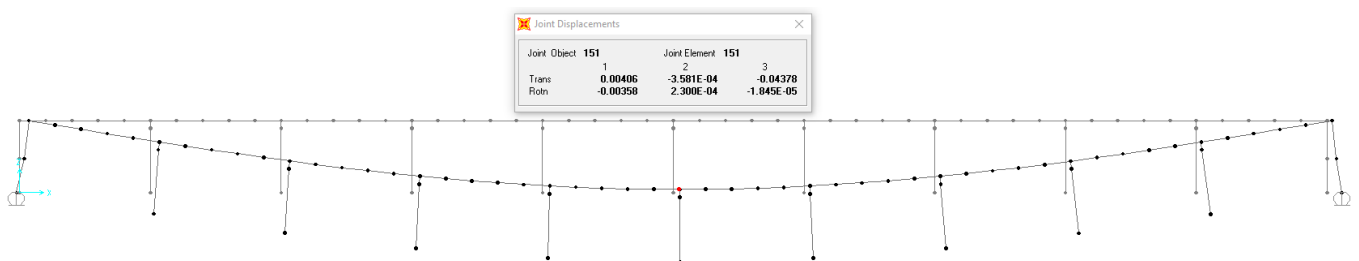 Joint Displacements
Joint Object 151 Joint Element 151
1 2 3
Trans 0.00406 -3.581E-04 -0.04378
Rotn -0.00358 2.300E-04 -1.845E-05
Z
X